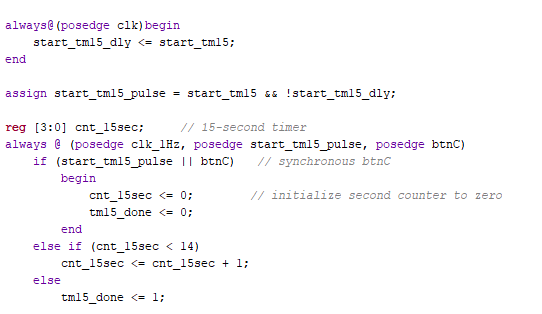 always@(posedge clk)begin
    start_tm15_dly <= start_tm15;
end
assign start_tm15_pulse = start_tm15 && !start_tm15_dly;
reg [3:0] cnt_15sec;     // 15-second timer
always @ (posedge clk_1Hz, posedge start_tm15_pulse, posedge btnC)
    if (start_tm15_pulse || btnC)   // synchronous btnC
        begin
            cnt_15sec <= 0;        // initialize second counter to zero
            tm15_done <= 0;
        end
    else if (cnt_15sec < 14)
        cnt_15sec <= cnt_15sec + 1;
    else
        tm15_done <= 1;